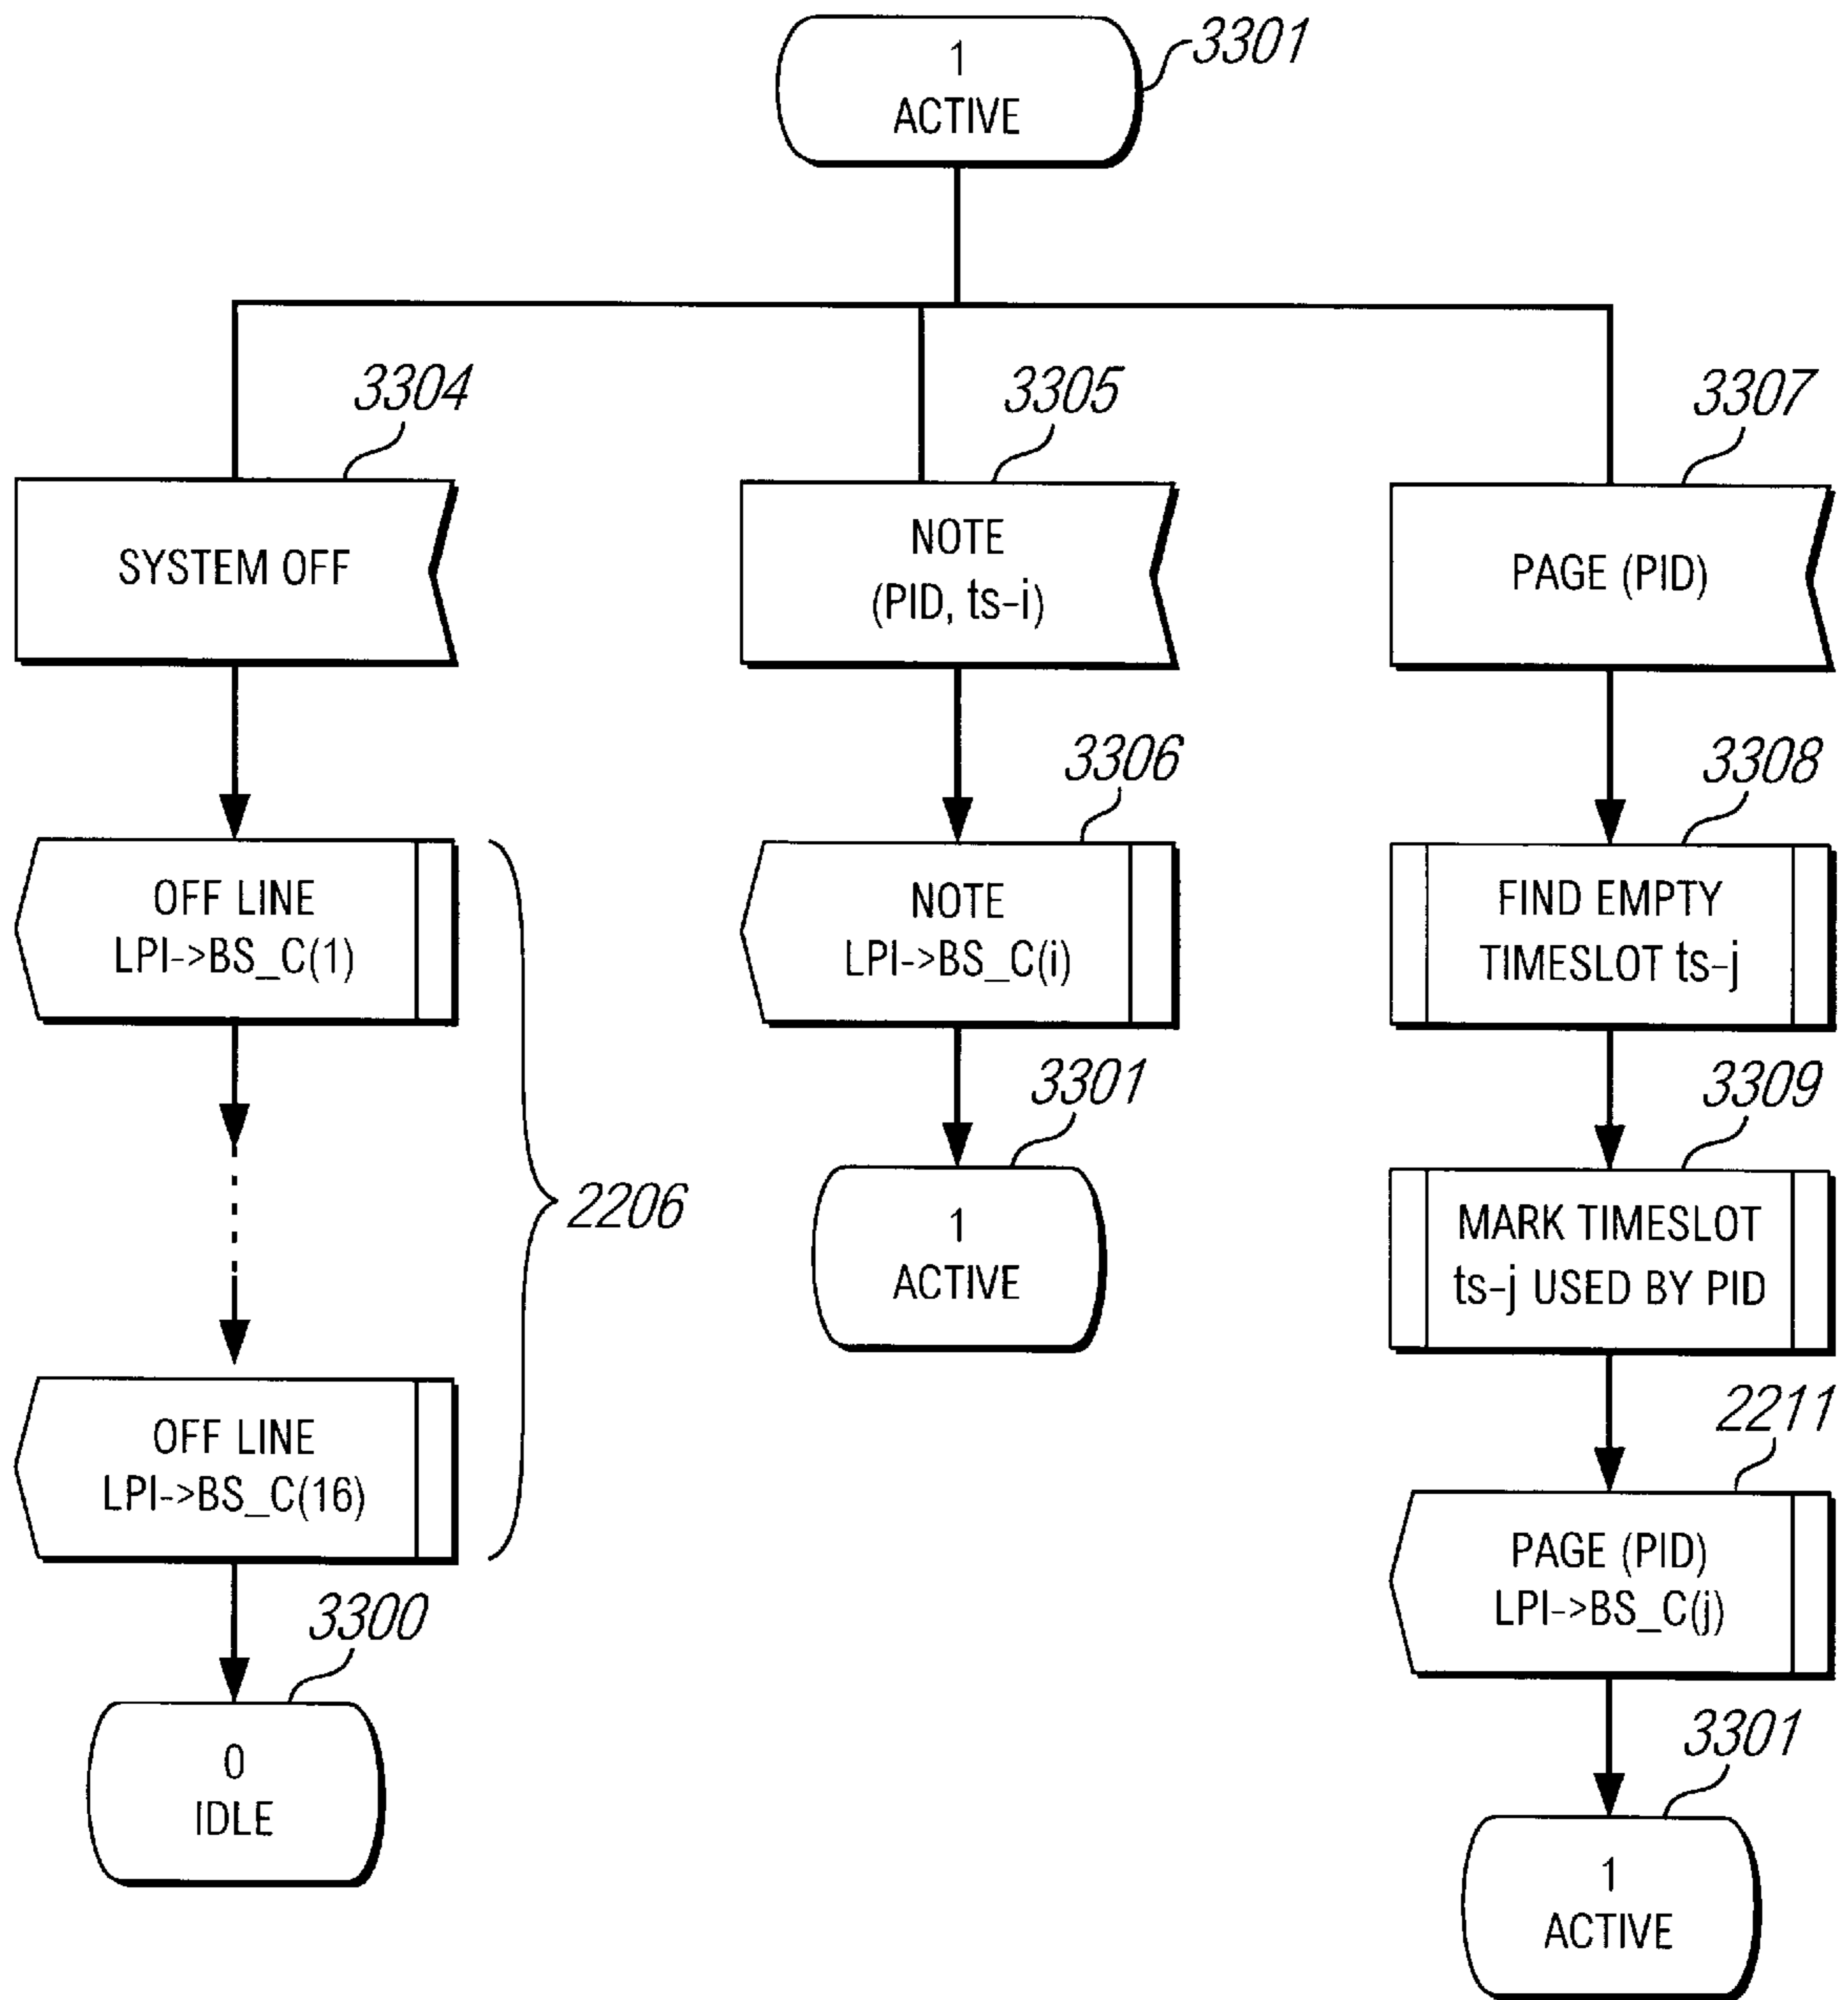 3301
1
ACTIVE
3304
SYSTEM OFF
OFF LINE
LPI->BS_C(1)
2206
OFF LINE
LPI->BS_C(16)
3300
0
IDLE
3305
NOTE
(PID, ts-i)
3306
NOTE
LPI->BS_C(i)
3301
1
ACTIVE
3307
PAGE (PID)
3308
FIND EMPTY
TIMESLOT ts-j
3309
MARK TIMESLOT
ts-j USED BY PID
2211
PAGE (PID)
LPI->BS_C(j)
3301
1
ACTIVE